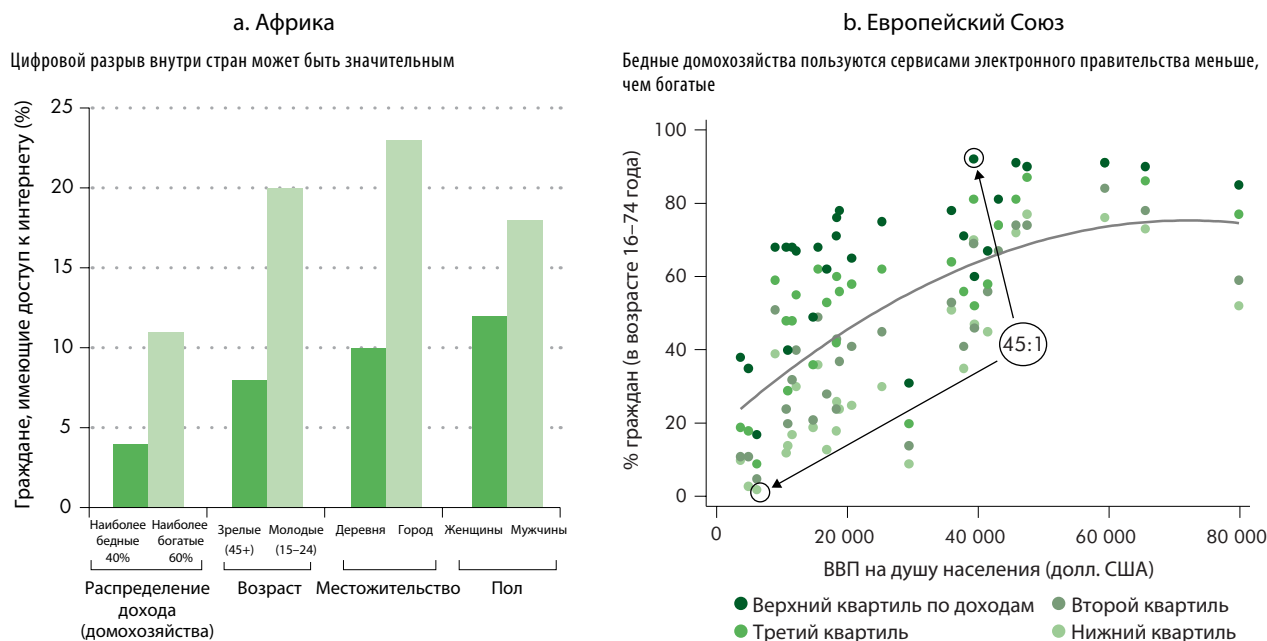 a. Африка
Цифровой разрыв внутри стран может быть значительным
Граждане, имеющие доступ к интернету (%)
25
20
15
10
5
0
Наиболее бедные 40%
Наиболее богатые 60%
Зрелые (45+)
Молодые (15–24)
Деревня
Город
Женщины
Мужчины
Распределение
дохода
(домохозяйства)
Возраст
Местожительство
Пол
b. Европейский Союз
Бедные домохозяйства пользуются сервисами электронного правительства меньше,
чем богатые
% граждан (в возрасте 16–74 года)
100
80
60
40
20
0
45:1
0
20 000
40 000
60 000
80 000
ВВП на душу населения (долл. США)
Верхний квартиль по доходам
Второй квартиль
Третий квартиль
Нижний квартиль